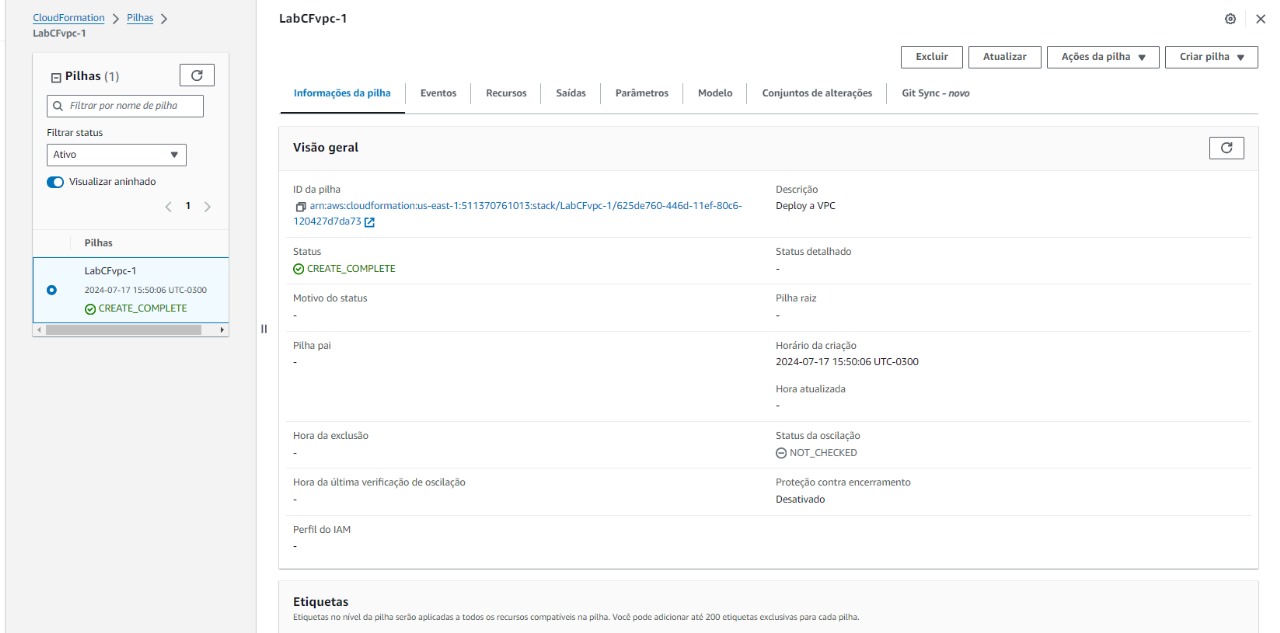 CloudFormation > Pilhas >
LabCFvpc-1
Pilhas (1)
Filtrar por nome de pilha
Filtrar status
Ativo
Visualizar aninhado
1
Pilhas
LabCFvpc-1
2024-07-17 15:50:06 UTC-0300
CREATE_COMPLETE
LabCFvpc-1
Excluir Atualizar Ações da pilha Criar pilha
Informações da pilha Eventos Recursos Saídas Parâmetros Modelo Conjuntos de alterações Git Sync - novo
Visão geral
ID da pilha
arn:aws:cloudformation:us-east-1:511370761013:stack/LabCFvpc-1/625de760-446d-11ef-80c6-
120427d7da73
Descrição
Deploy a VPC
Status
CREATE_COMPLETE
Status detalhado
-
Motivo do status
-
Pilha raiz
-
Pilha pai
-
Horário da criação
2024-07-17 15:50:06 UTC-0300
Hora atualizada
-
Hora da exclusão
-
Status da oscilação
NOT_CHECKED
Hora da última verificação de oscilação
-
Proteção contra encerramento
Desativado
Perfil do IAM
-
Etiquetas
Etiquetas no nível da pilha serão aplicadas a todos os recursos compatíveis na pilha. Você pode adicionar até 200 etiquetas exclusivas para cada pilha.